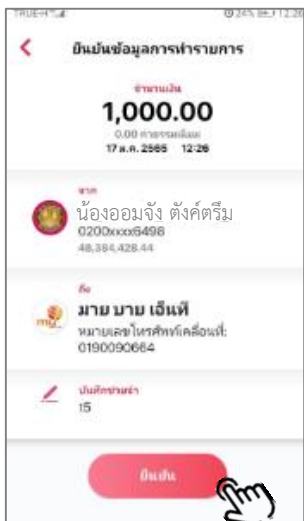 TRUE-H
24% 12:26
ยืนยันข้อมูลการทำรายการ
จำนวนเงิน
1,000.00
0.00 ค่าธรรมเนียม
17 ส.ค. 2565 12:26
จาก
น้องออมจัง ตังค์ตรึม
0200xxxx6498
48,384,428.44
ถึง
my
มาย บาย เอ็นที
หมายเลขโทรศัพท์เคลื่อนที่:
0190090664
บันทึกช่วยจำ
t5
ยืนยัน